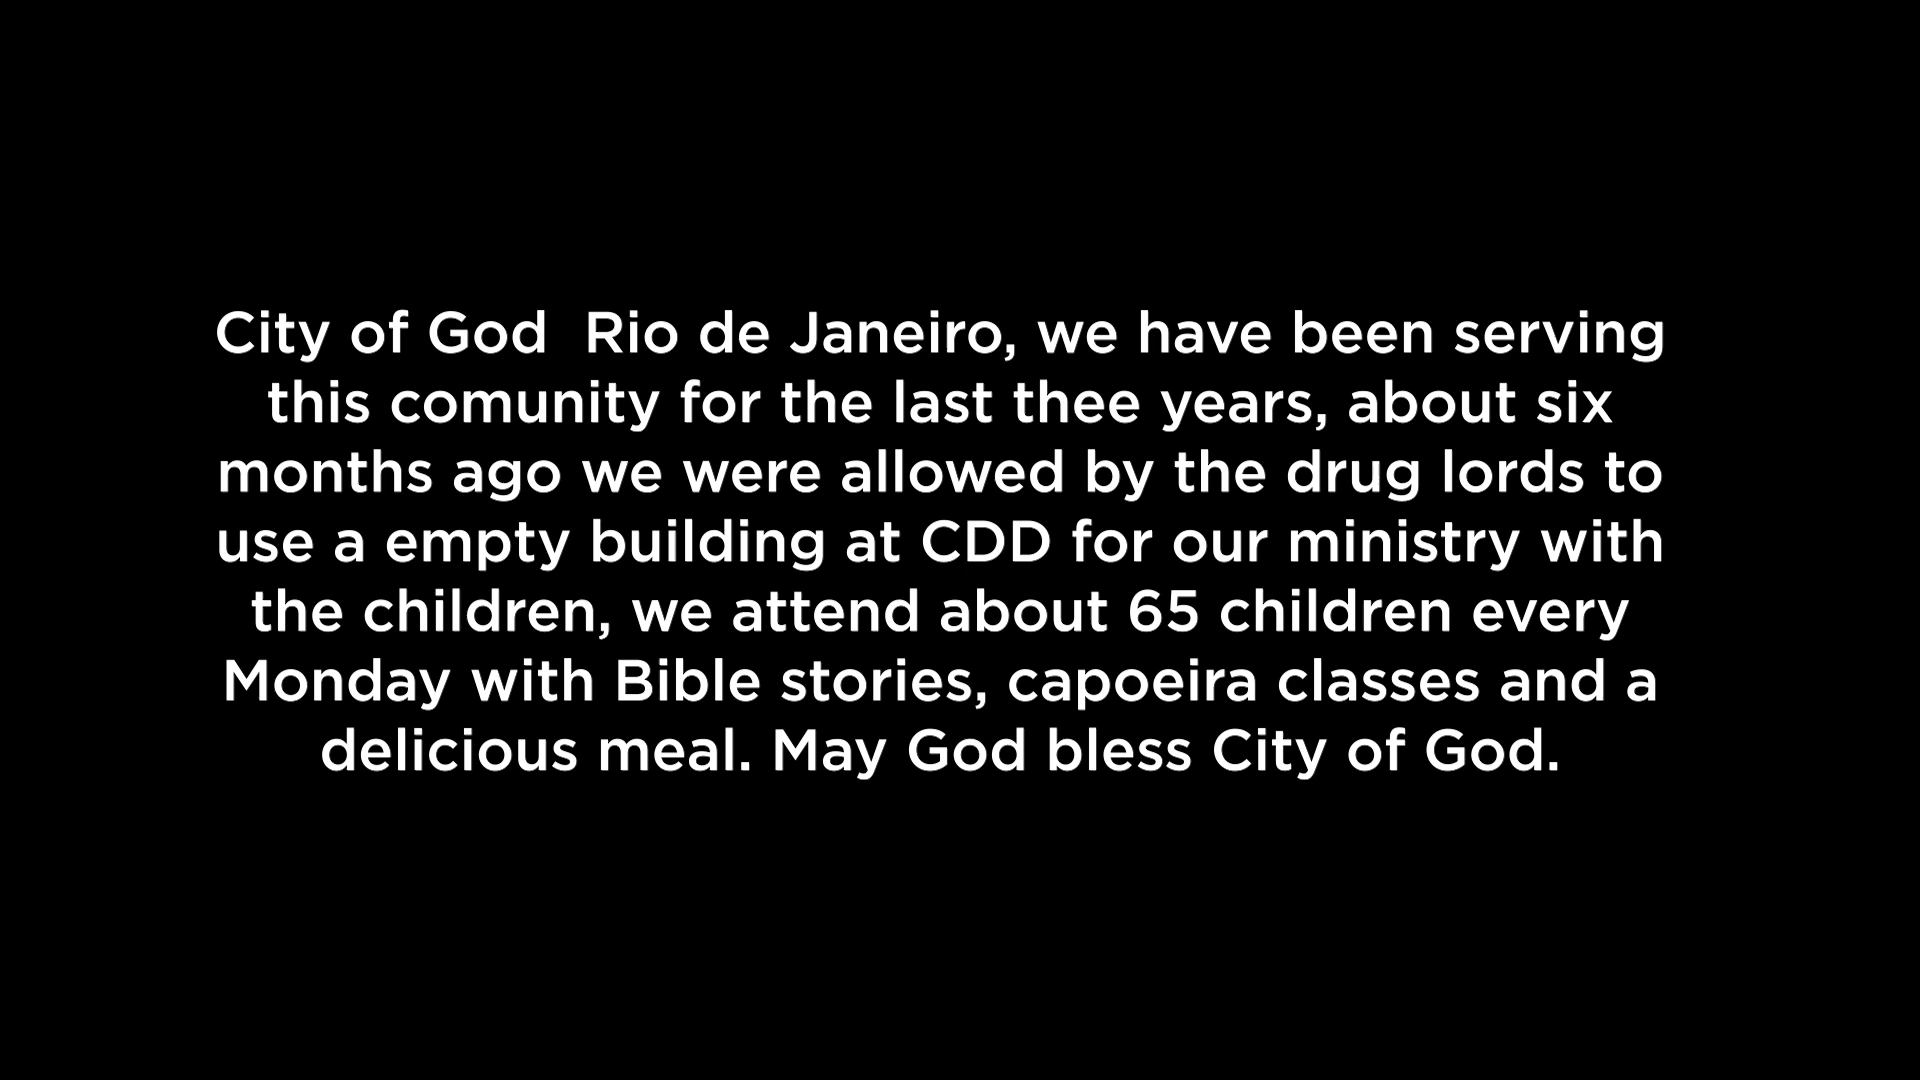 City of God  Rio de Janeiro, we have been serving
this comunity for the last thee years, about six
months ago we were allowed by the drug lords to
use a empty building at CDD for our ministry with
the children, we attend about 65 children every
Monday with Bible stories, capoeira classes and a
delicious meal. May God bless City of God.